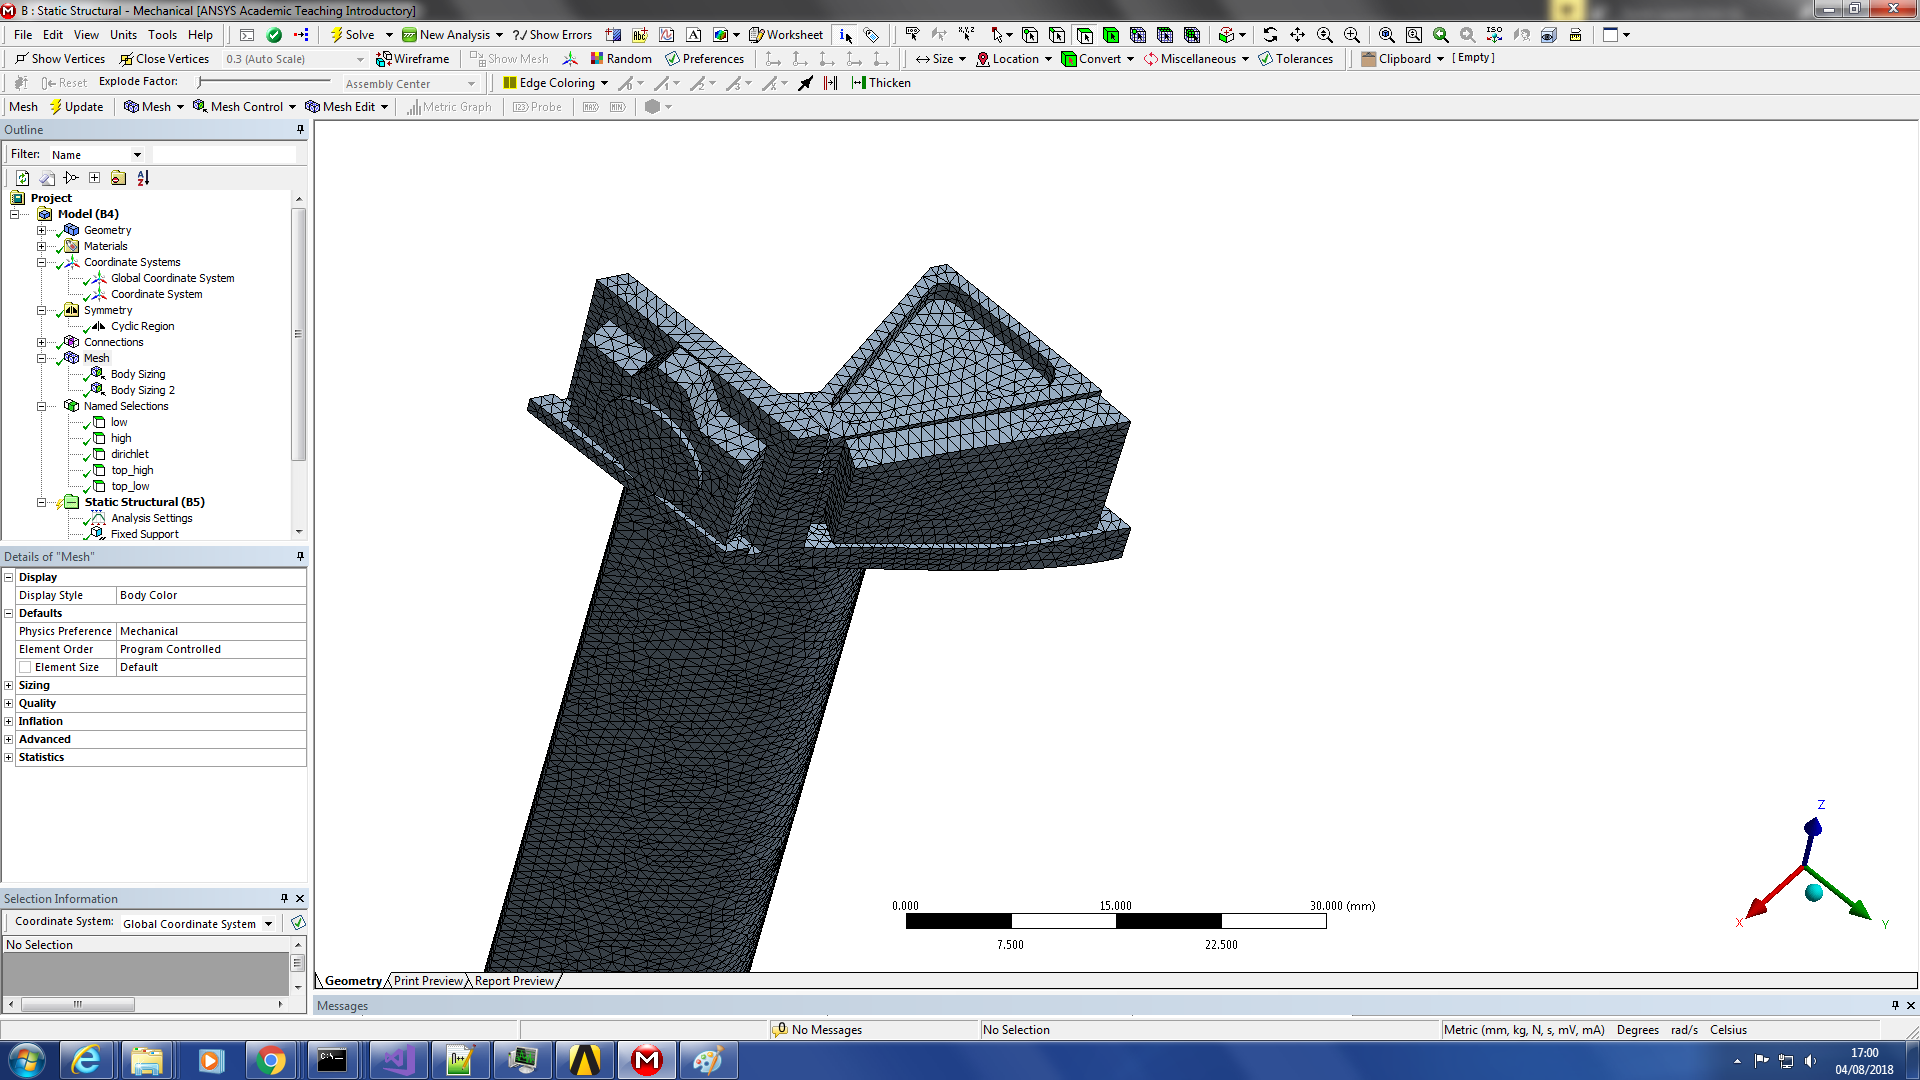 B : Static Structural - Mechanical [ANSYS Academic Teaching Introductory]
File Edit View Units Tools Help Solve New Analysis ?/ Show Errors Worksheet
Show Vertices Close Vertices 0.3 (Auto Scale) Wireframe Show Mesh Random Preferences Size Location Convert Miscellaneous Tolerances Clipboard [ Empty ]
Reset Explode Factor: Assembly Center Edge Coloring Thicken
Mesh Update Mesh Mesh Control Mesh Edit Metric Graph Probe
Outline
Filter: Name
Project
Model (B4)
Geometry
Materials
Coordinate Systems
Global Coordinate System
Coordinate System
Symmetry
Cyclic Region
Connections
Mesh
Body Sizing
Body Sizing 2
Named Selections
low
high
dirichlet
top_high
top_low
Static Structural (B5)
Analysis Settings
Fixed Support
Details of "Mesh"
Display
Display Style Body Color
Defaults
Physics Preference Mechanical
Element Order Program Controlled
Element Size Default
Sizing
Quality
Inflation
Advanced
Statistics
Selection Information
Coordinate System: Global Coordinate System
No Selection
0.000 15.000 30.000 (mm)
7.500 22.500
Z
X
Y
Geometry Print Preview Report Preview
Messages
No Messages No Selection Metric (mm, kg, N, s, mV, mA) Degrees rad/s Celsius
17:00
04/08/2018